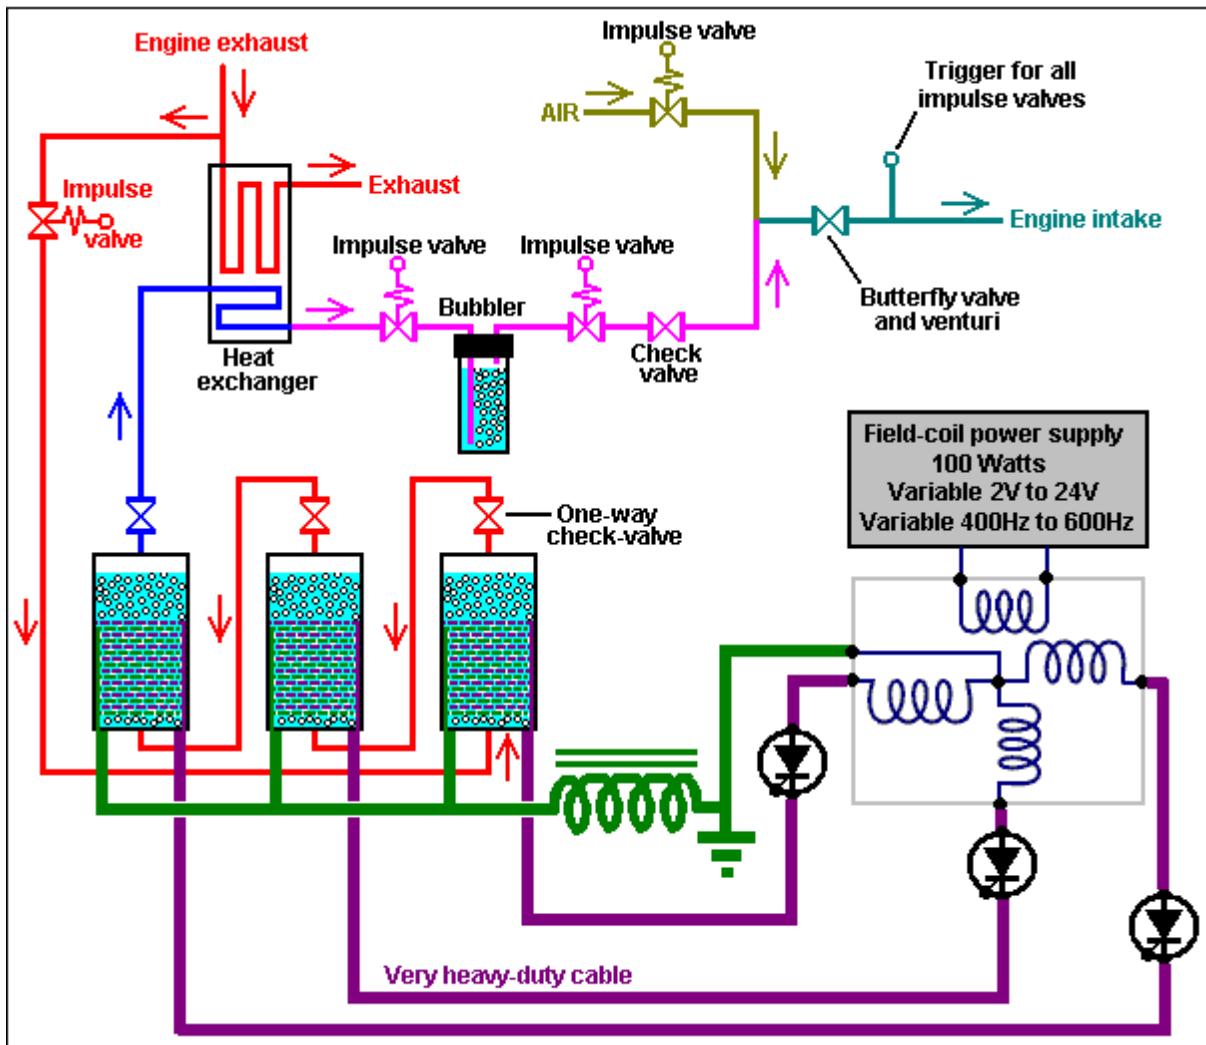 Engine exhaust
Impulse valve
Trigger for all
impulse valves
AIR
Exhaust
Impulse
valve
Engine intake
Impulse valve
Impulse valve
Bubbler
Butterfly valve
and venturi
Heat
exchanger
Check
valve
Field-coil power supply
100 Watts
Variable 2V to 24V
Variable 400Hz to 600Hz
One-way
check-valve
Very heavy-duty cable